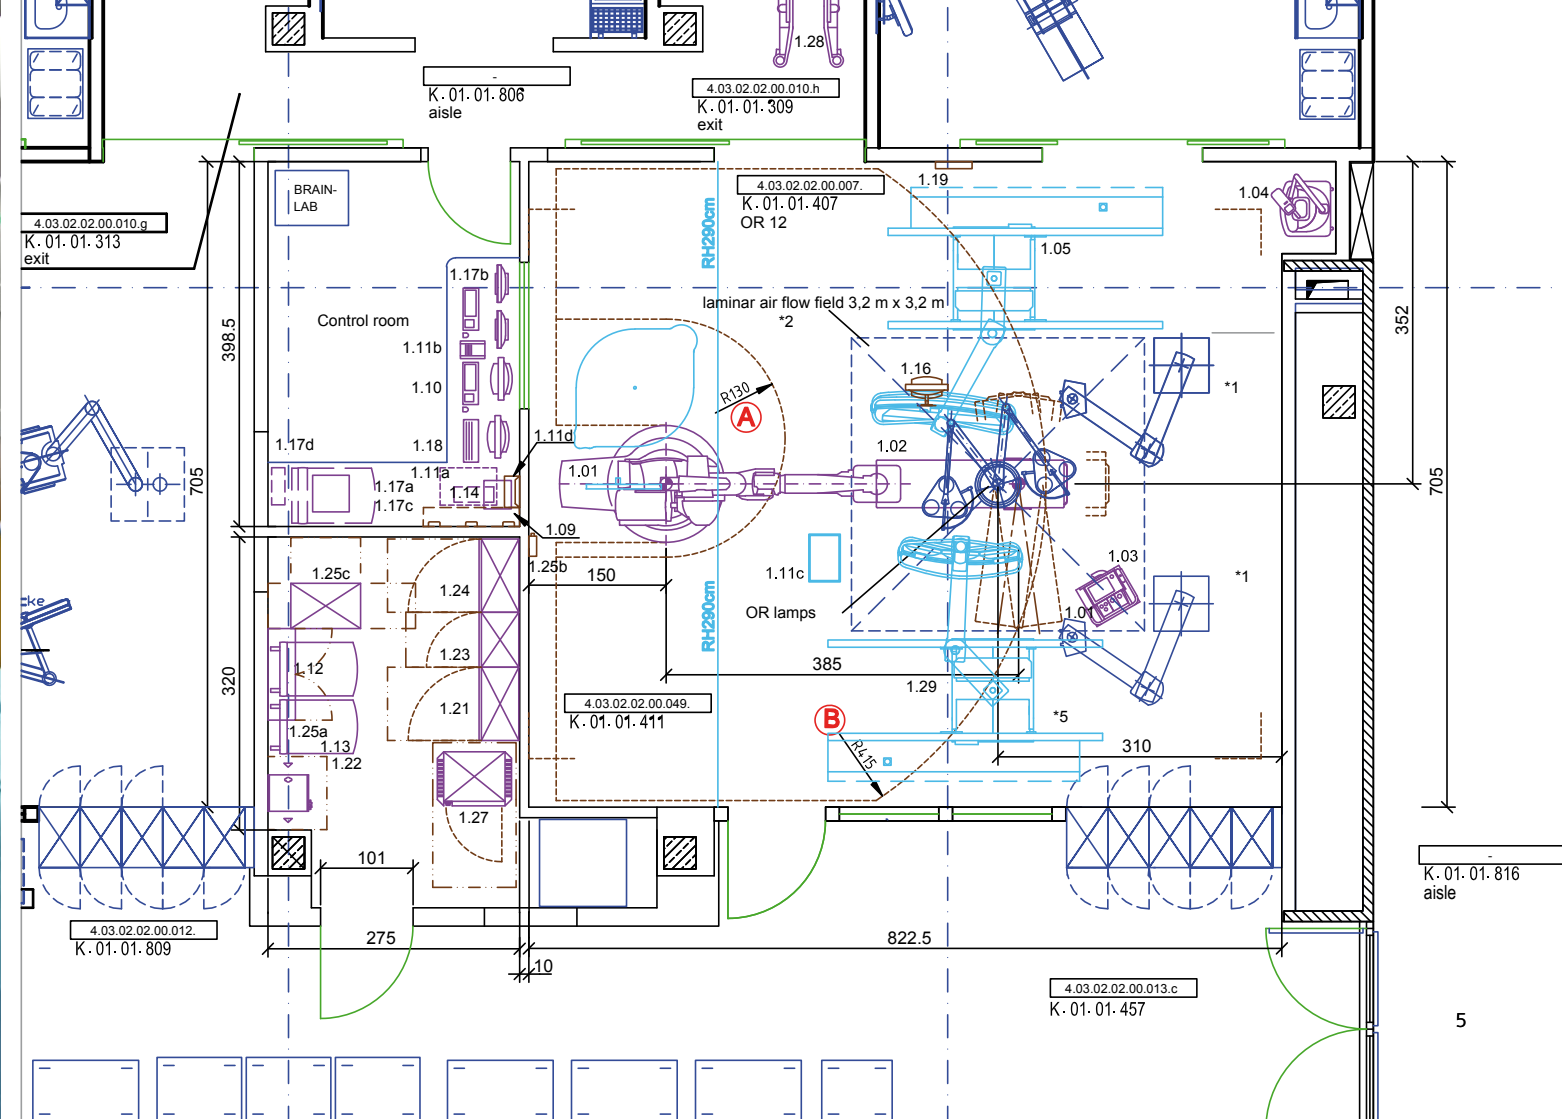 1.28
-
K. 01. 01. 806
aisle
4.03.02.02.00.010.h
K. 01. 01. 309
exit
BRAIN-
LAB
4.03.02.02.00.010.g
K. 01. 01. 313
exit
4.03.02.02.00.007.
K. 01. 01. 407
OR 12
1.19
1.04
RH290cm
1.05
1.17b
laminar air flow field 3,2 m x 3,2 m
*2
Control room
398.5
352
1.11b
1.10
1.16
R130
A
*1
1.18
1.17d
1.11d
1.02
1.11a
1.01
705
705
1.17a
1.14
1.17c
1.09
1.25b
1.25c
150
1.11c
1.03
*1
1.24
ke
OR lamps
1.01
RH290cm
1.23
1.12
385
320
1.29
4.03.02.02.00.049.
K. 01. 01. 411
1.21
1.25a
1.13
B
*5
1.22
R415
310
1.27
101
-
K. 01. 01. 816
aisle
4.03.02.02.00.012.
K. 01. 01. 809
275
822.5
10
4.03.02.02.00.013.c
K. 01. 01. 457
5